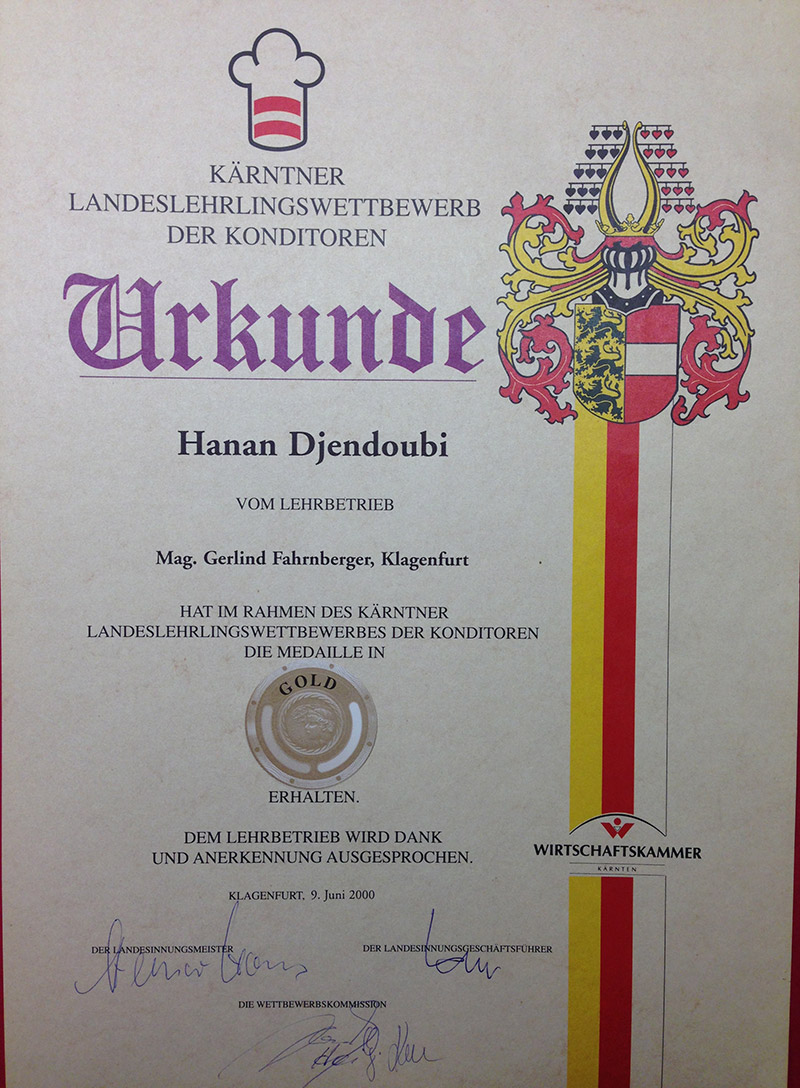 KÄRNTNER
LANDESLEHRLINGSWETTBEWERB
DER KONDITOREN
Urkunde
Hanan Djendoubi
VOM LEHRBETRIEB
Mag. Gerlind Fahrnberger, Klagenfurt
HAT IM RAHMEN DES KÄRNTNER
LANDESLEHRLINGSWETTBEWERBES DER KONDITOREN
DIE MEDAILLE IN
GOLD
ERHALTEN.
DEM LEHRBETRIEB WIRD DANK
UND ANERKENNUNG AUSGESPROCHEN.
WIRTSCHAFTSKAMMER
KÄRNTEN
KLAGENFURT, 9. Juni 2000
DER LANDESINNUNGSMEISTER
DER LANDESINNUNGSGESCHÄFTSFÜHRER
DIE WETTBEWERBSKOMMISSION